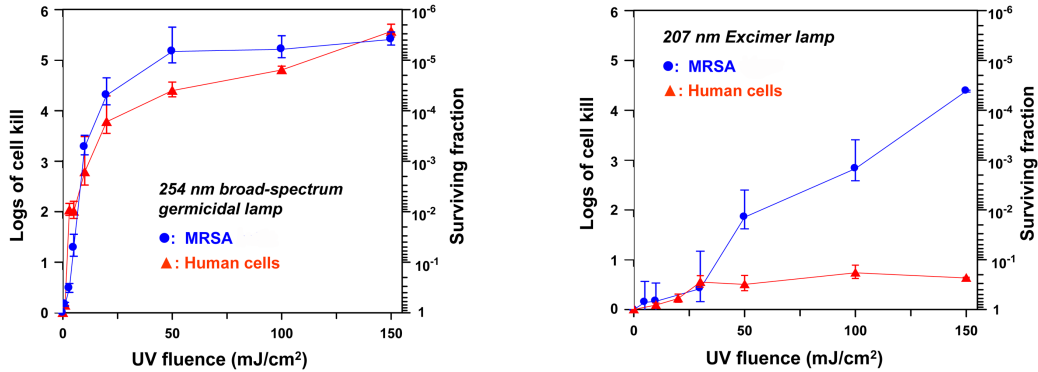 Logs of cell kill
6
5
4
3
2
1
0
254 nm broad-spectrum
germicidal lamp
: MRSA
: Human cells
10-6
10-5
10-4
10-3
10-2
10-1
1
Surviving fraction
0
50
100
150
UV fluence (mJ/cm2)
Logs of cell kill
6
5
4
3
2
1
0
207 nm Excimer lamp
: MRSA
: Human cells
10-6
10-5
10-4
10-3
10-2
10-1
1
Surviving fraction
0
50
100
150
UV fluence (mJ/cm2)